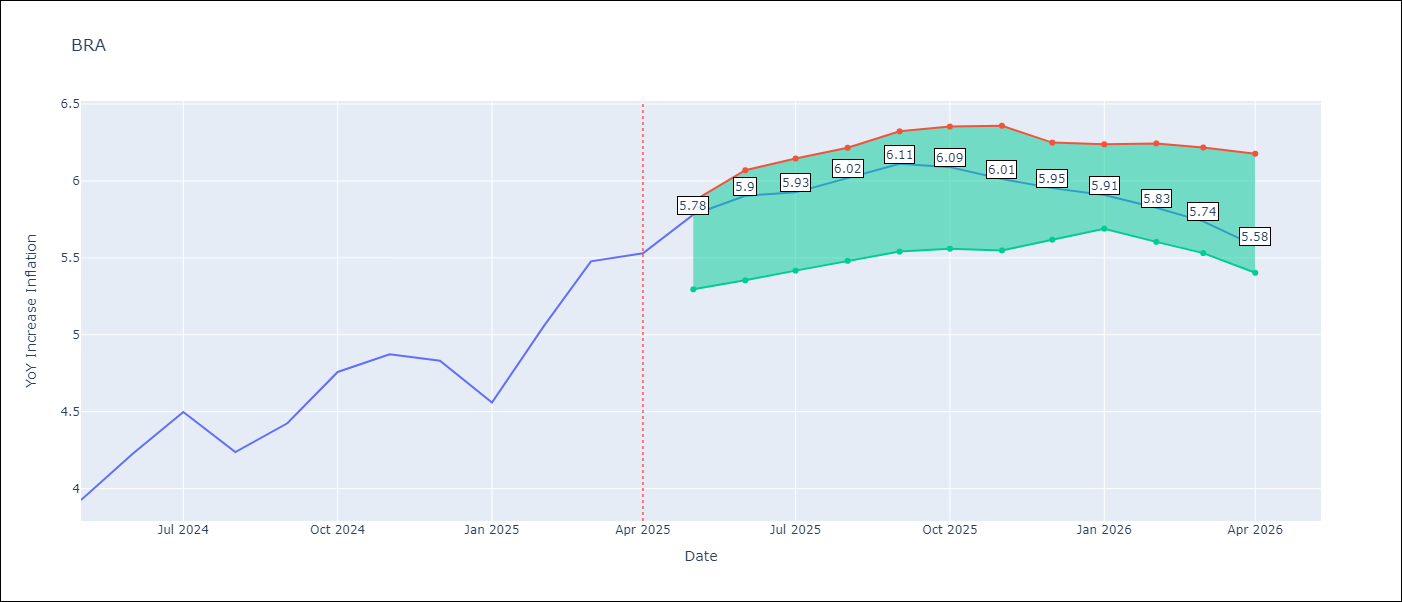 BRA
YoY Increase Inflation
6.5
6
5.5
5
4.5
4
5.78
5.9
5.93
6.02
6.11
6.09
6.01
5.95
5.91
5.83
5.74
5.58
Jul 2024
Oct 2024
Jan 2025
Apr 2025
Jul 2025
Oct 2025
Jan 2026
Apr 2026
Date